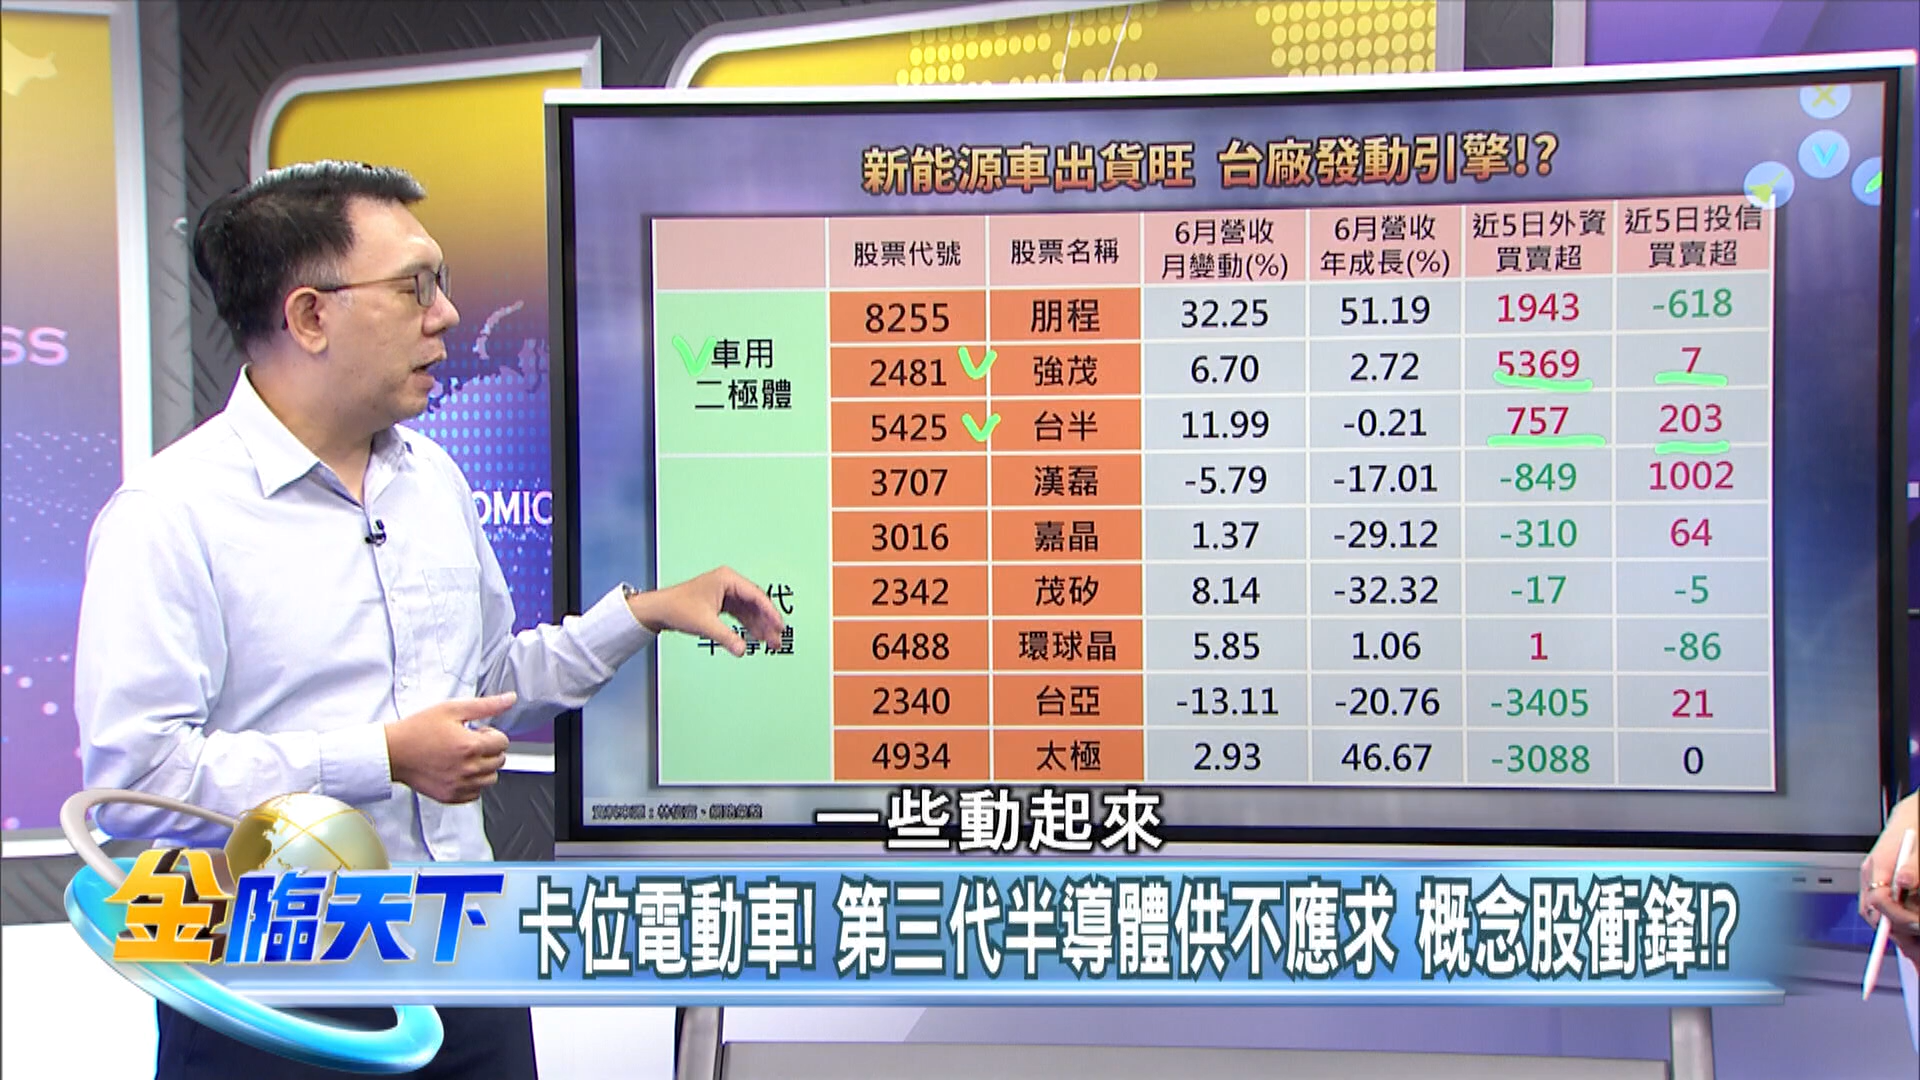 新能源車出貨旺 台廠發動引擎!?
股票代號 股票名稱 6月營收月變動(%) 6月營收年成長(%) 近5日外資買賣超 近5日投信買賣超
車用二極體
8255 朋程 32.25 51.19 1943 -618
2481 強茂 6.70 2.72 5369 7
5425 台半 11.99 -0.21 757 203
代
半導體
3707 漢磊 -5.79 -17.01 -849 1002
3016 嘉晶 1.37 -29.12 -310 64
2342 茂矽 8.14 -32.32 -17 -5
6488 環球晶 5.85 1.06 1 -86
2340 台亞 -13.11 -20.76 -3405 21
4934 太極 2.93 46.67 -3088 0
SS
OMIC
一些動起來
金臨天下
卡位電動車! 第三代半導體供不應求 概念股衝鋒!?